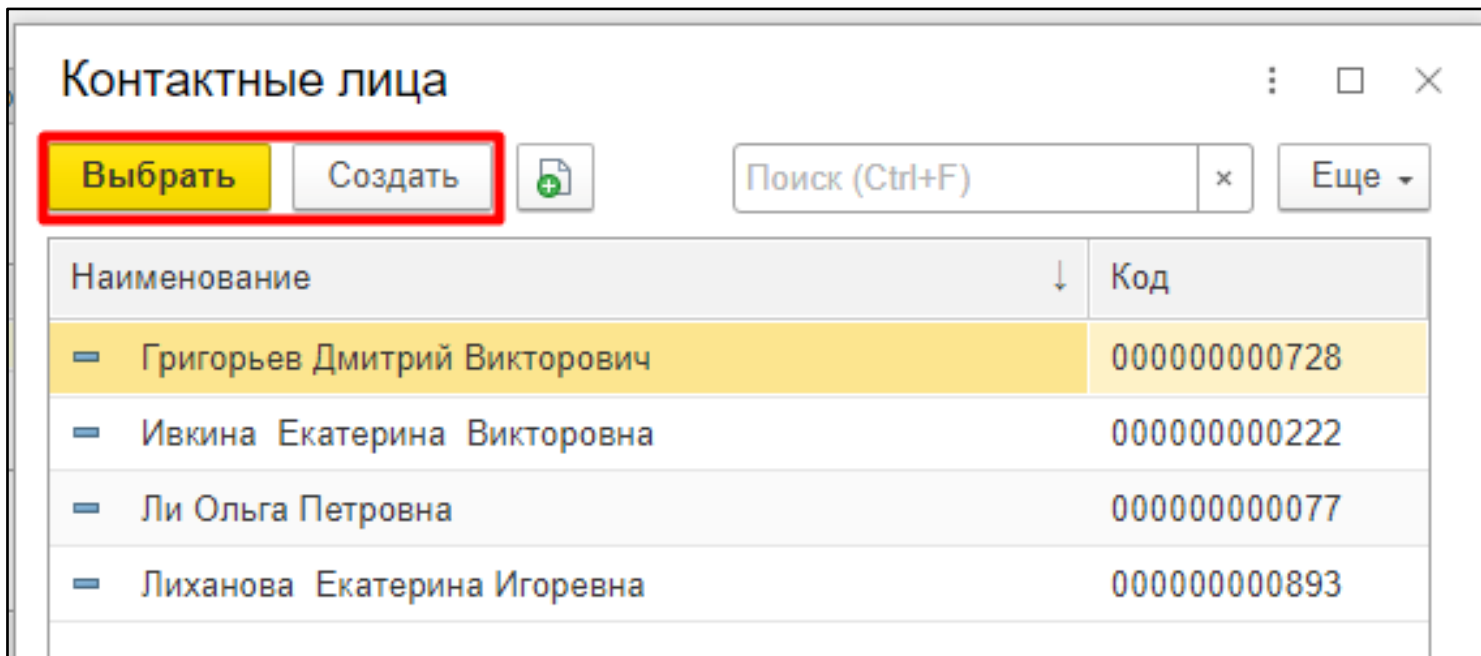 Контактные лица
Выбрать Создать Поиск (Ctrl+F) × Еще
Наименование ↓ Код
Григорьев Дмитрий Викторович 000000000728
Ивкина Екатерина Викторовна 000000000222
Ли Ольга Петровна 000000000077
Лиханова Екатерина Игоревна 000000000893